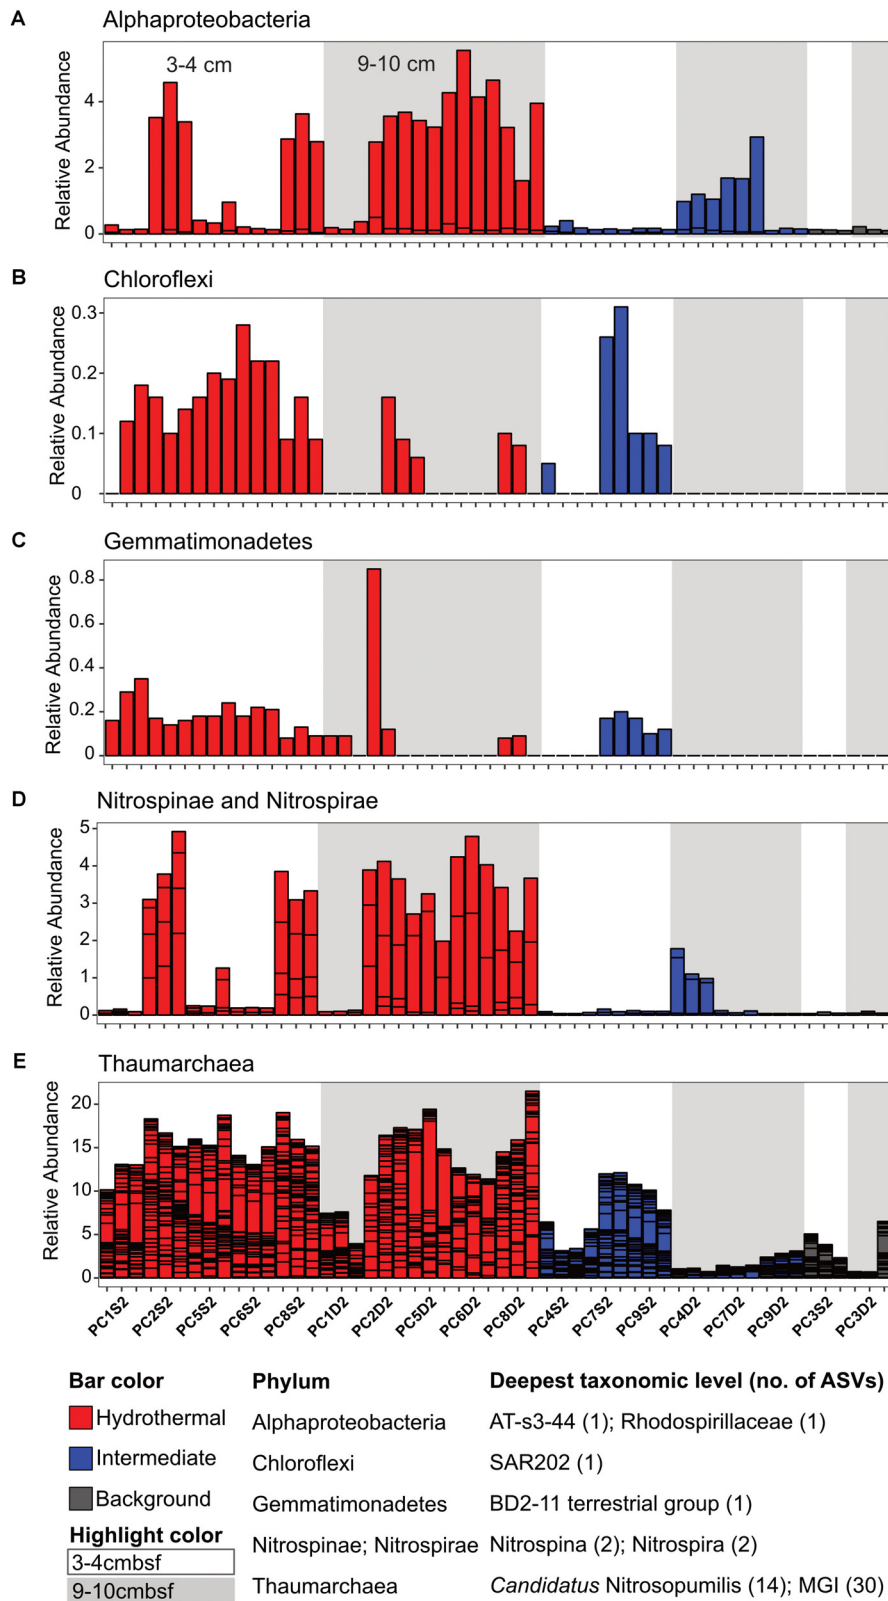 A Alphaproteobacteria
Relative Abundance
4
2
0
3-4 cm 9-10 cm
B Chloroflexi
Relative Abundance
0.3
0.2
0.1
0
C Gemmatimonadetes
Relative Abundance
0.8
0.6
0.4
0.2
0
D Nitrospinae and Nitrospirae
Relative Abundance
5
4
3
2
1
0
E Thaumarchaea
Relative Abundance
20
15
10
5
0
PC1S2 PC2S2 PC5S2 PC6S2 PC8S2 PC1D2 PC2D2 PC5D2 PC6D2 PC8D2 PC4S2 PC7S2 PC9S2 PC4D2 PC7D2 PC9D2 PC3S2 PC3D2
Bar color Phylum Deepest taxonomic level (no. of ASVs)
Hydrothermal Alphaproteobacteria AT-s3-44 (1); Rhodospirillaceae (1)
Intermediate Chloroflexi SAR202 (1)
Background Gemmatimonadetes BD2-11 terrestrial group (1)
Highlight color Nitrospinae; Nitrospirae Nitrospina (2); Nitrospira (2)
3-4cmbsf
9-10cmbsf Thaumarchaea Candidatus Nitrosopumilis (14); MGI (30)